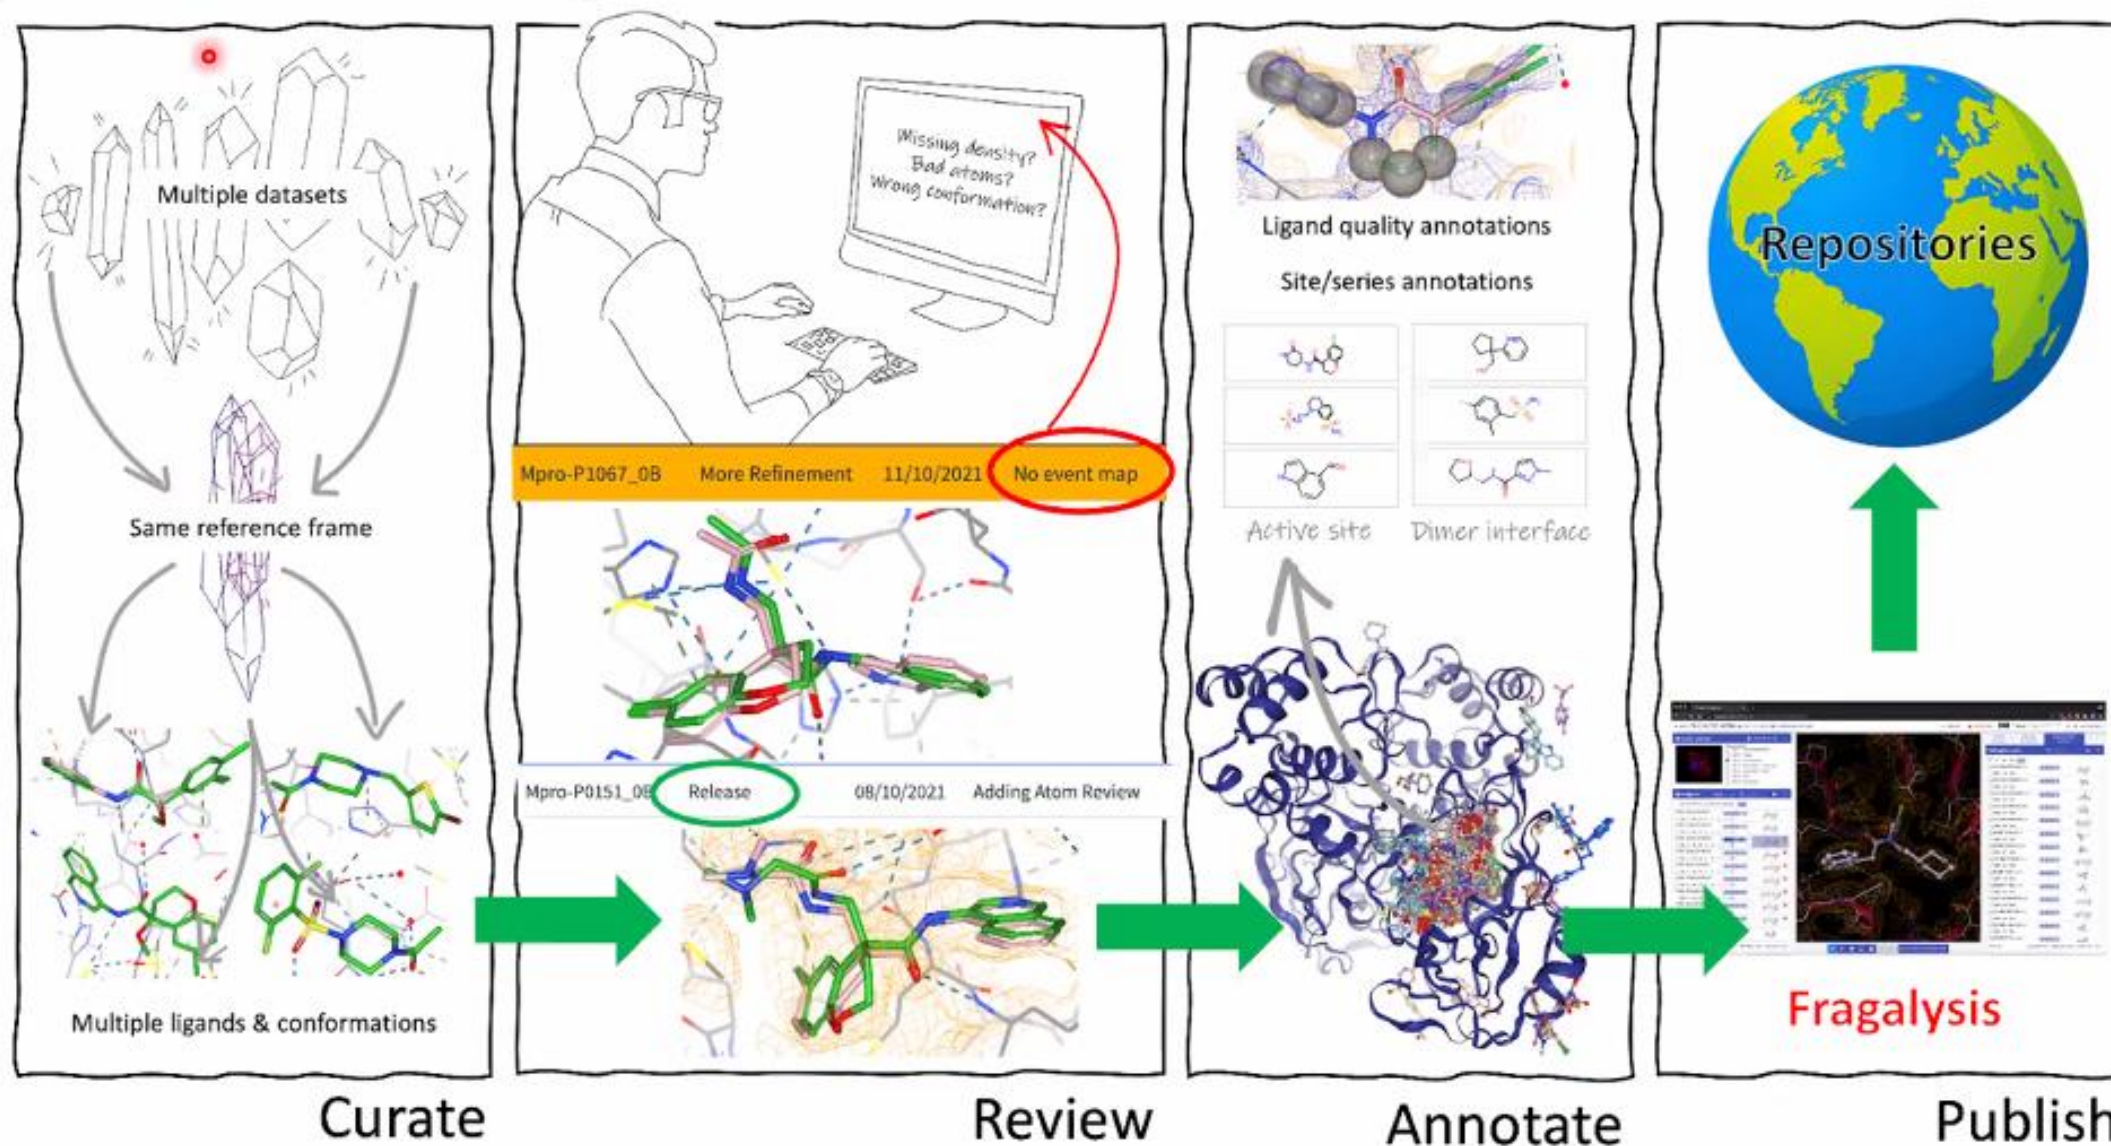 Multiple datasets
Same reference frame
Multiple ligands & conformations
Curate
Missing density?
Bad atoms?
Wrong conformation?
Mpro-P1067_0B More Refinement 11/10/2021 No event map
Mpro-P0151_0B Release 08/10/2021 Adding Atom Review
Review
Ligand quality annotations
Site/series annotations
Active site Dimer interface
Annotate
Repositories
Fragalysis
Publish